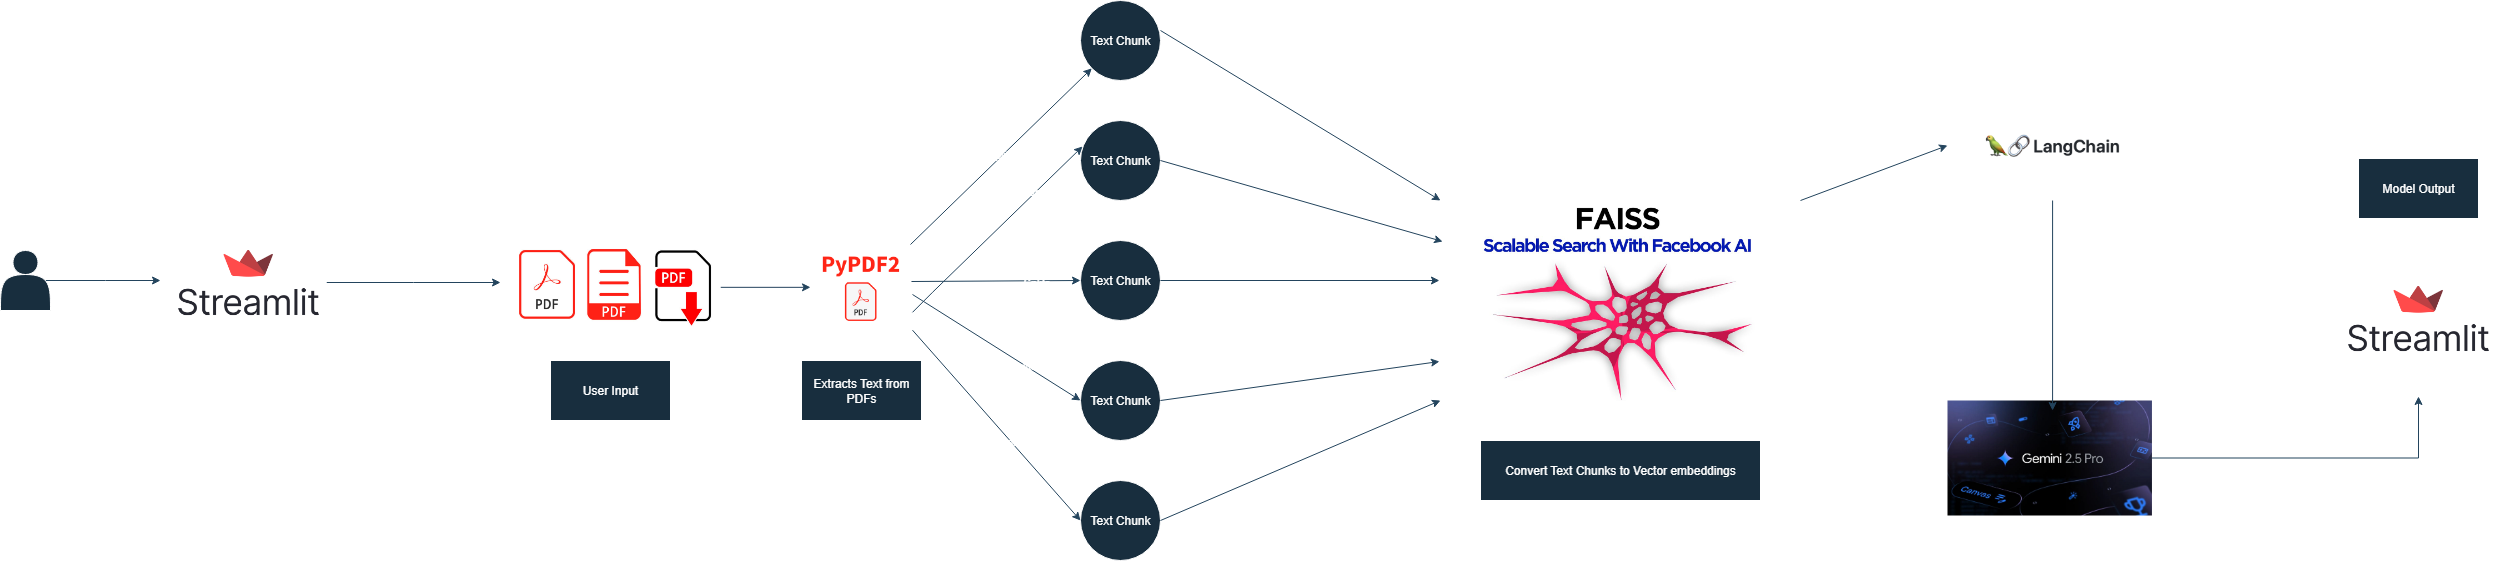 Streamlit
PDF
PDF
PDF
User Input
PyPDF2
PDF
Extracts Text from
PDFs
Text Chunk
Text Chunk
Text Chunk
Text Chunk
Text Chunk
FAISS
Scalable Search With Facebook AI
Convert Text Chunks to Vector embeddings
LangChain
Gemini 2.5 Pro
Canvas
Model Output
Streamlit